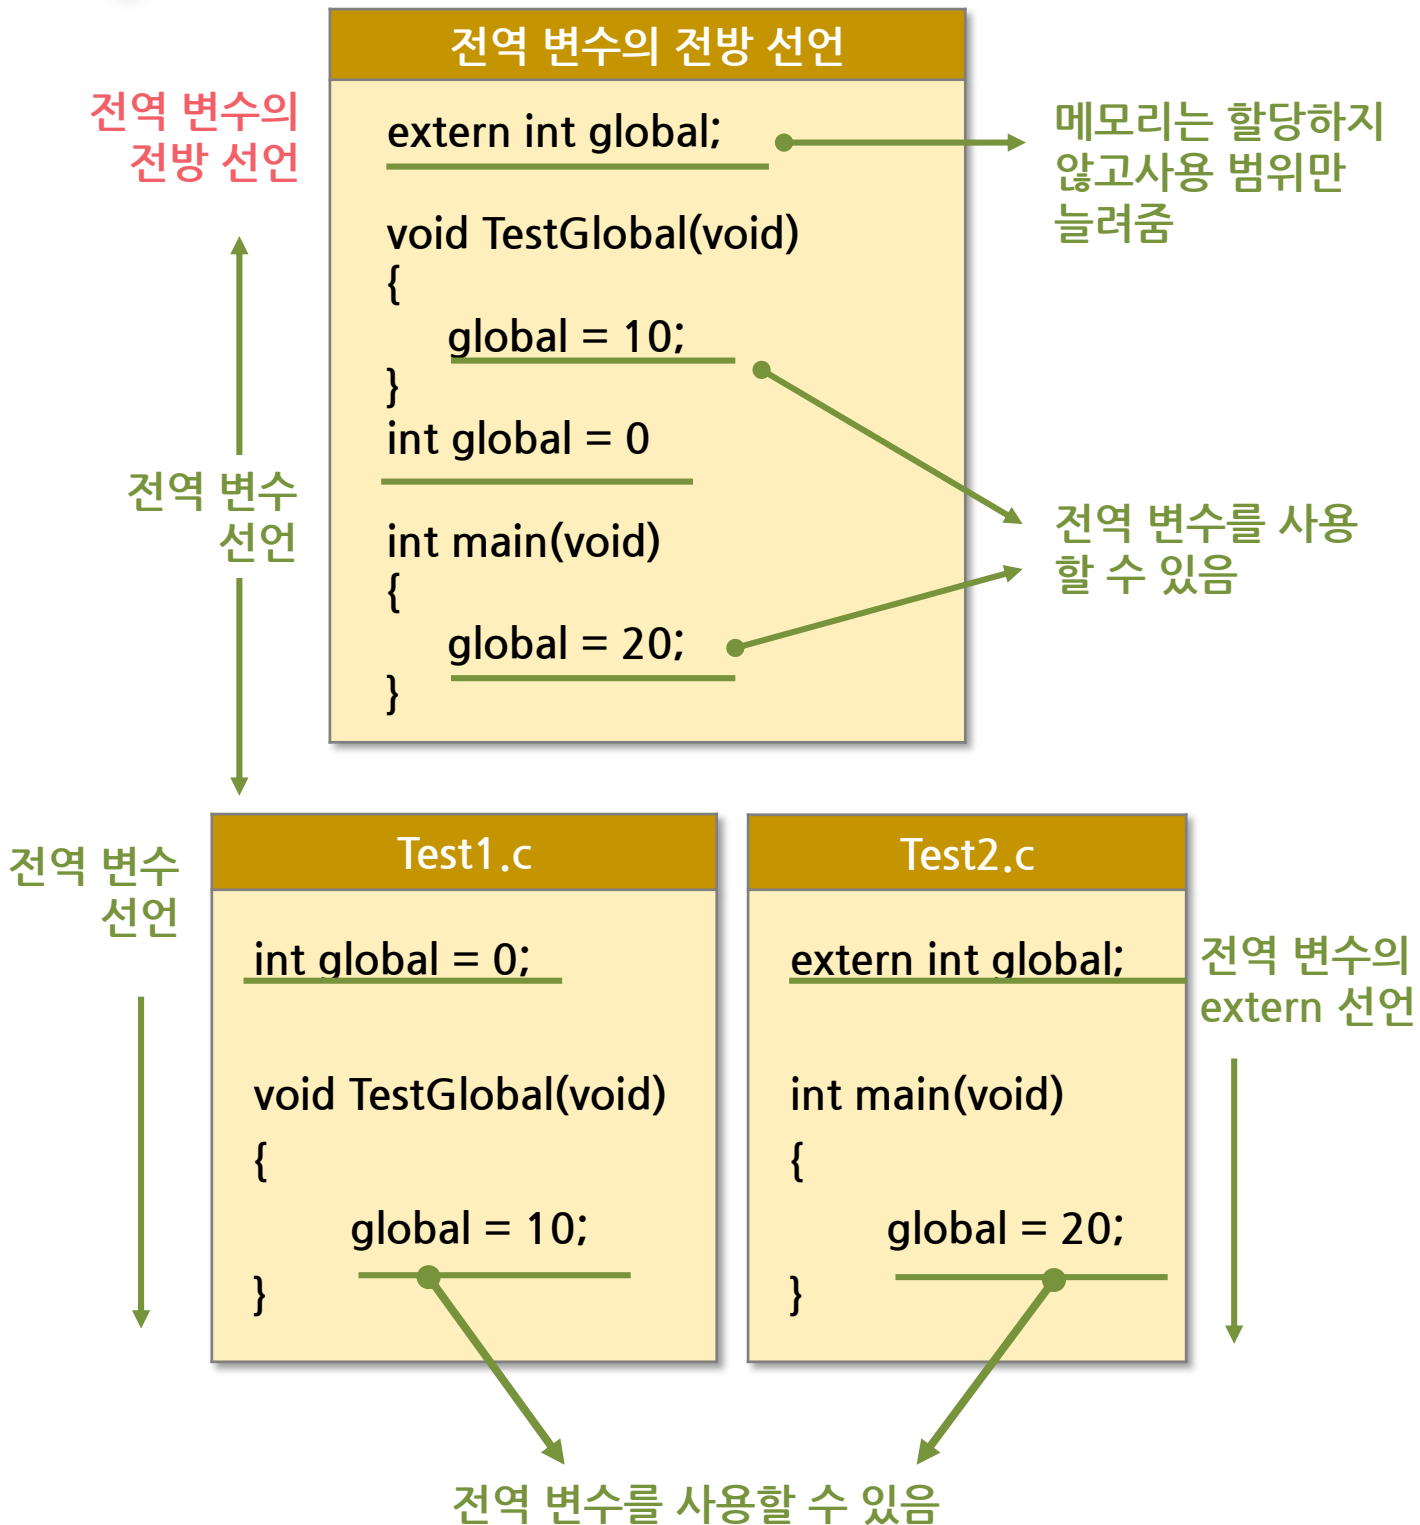 전역 변수의 전방 선언
전역 변수의
전방 선언
extern int global;
메모리는 할당하지
않고사용 범위만
늘려줌
void TestGlobal(void)
{
global = 10;
}
int global = 0
전역 변수
선언
int main(void)
{
global = 20;
}
전역 변수를 사용
할 수 있음
전역 변수
선언
Test1.c
int global = 0;
void TestGlobal(void)
{
global = 10;
}
Test2.c
extern int global;
int main(void)
{
global = 20;
}
전역 변수의
extern 선언
전역 변수를 사용할 수 있음